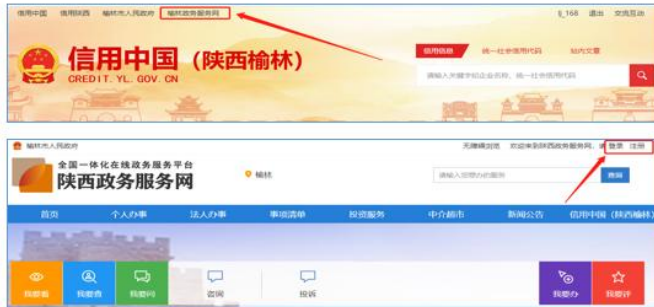 信用中国 信用陕西 榆林市人民政府 榆林政务服务网
退出 交流互动
信用中国（陕西榆林）
CREDIT. YL. GOV. CN
信用信息 统一社会信用代码 站内文章
请输入关键字如企业名称、统一社会信用代码
榆林市人民政府
无障碍浏览 欢迎来到陕西政务服务网，请 登录 注册
全国一体化在线政务服务平台
陕西政务服务网
榆林
请输入您想办的服务
查询
首页 个人办事 法人办事 事项清单 投资服务 中介超市 新闻公告 信用中国（陕西榆林）
我要看 我要查 我要问 咨询 投诉 我要办 我要评